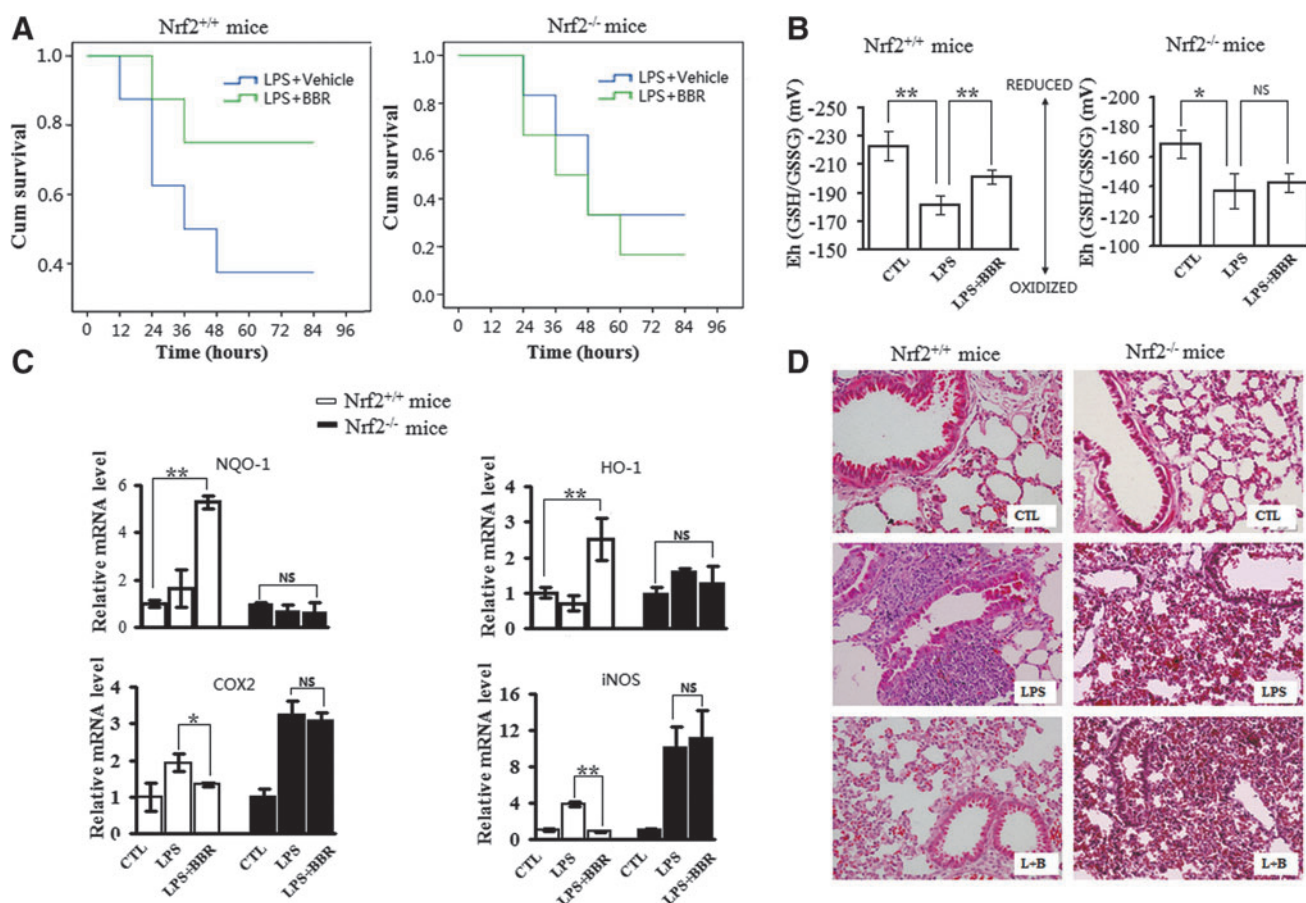 A
Nrf2+/+ mice
Cum survival
1.0
0.8
0.6
0.4
LPS+Vehicle
LPS+BBR
0 12 24 36 48 60 72 84 96
Time (hours)
Nrf2-/- mice
Cum survival
1.0
0.8
0.6
0.4
0.2
0.0
LPS+Vehicle
LPS+BBR
0 12 24 36 48 60 72 84 96
Time (hours)
B
Nrf2+/+ mice
Eh (GSH/GSSG) (mV)
-250
-230
-210
-190
-170
-150
** **
CTL LPS LPS+BBR
REDUCED
OXIDIZED
Nrf2-/- mice
Eh (GSH/GSSG) (mV)
-200
-180
-160
-140
-120
-100
* NS
CTL LPS LPS+BBR
C
Nrf2+/+ mice
Nrf2-/- mice
NQO-1
Relative mRNA level
6
4
2
1
0
**
NS
HO-1
Relative mRNA level
4
3
2
1
0
**
NS
COX2
Relative mRNA level
4
3
2
1
0
*
NS
CTL LPS LPS+BBR CTL LPS LPS+BBR
iNOS
Relative mRNA level
16
12
8
4
0
**
NS
CTL LPS LPS+BBR CTL LPS LPS+BBR
D
Nrf2+/+ mice
Nrf2-/- mice
CTL
CTL
LPS
LPS
L+B
L+B